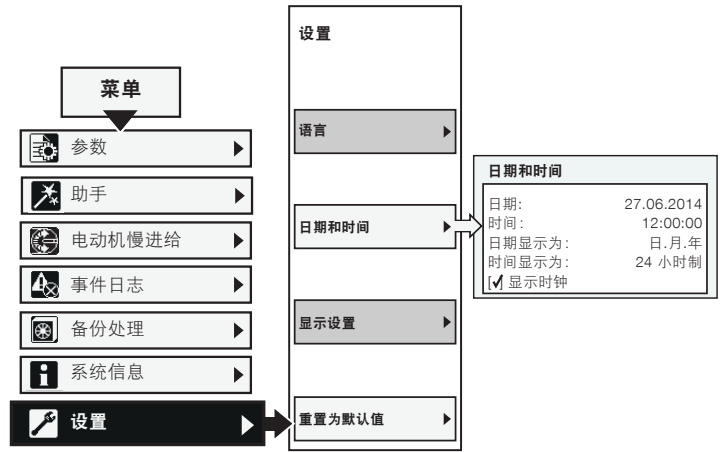 菜单
参数
助手
电动机慢进给
事件日志
备份处理
系统信息
设置
设置
语言
日期和时间
显示设置
重置为默认值
日期和时间
日期: 27.06.2014
时间: 12:00:00
日期显示为: 日.月.年
时间显示为: 24 小时制
[✓] 显示时钟